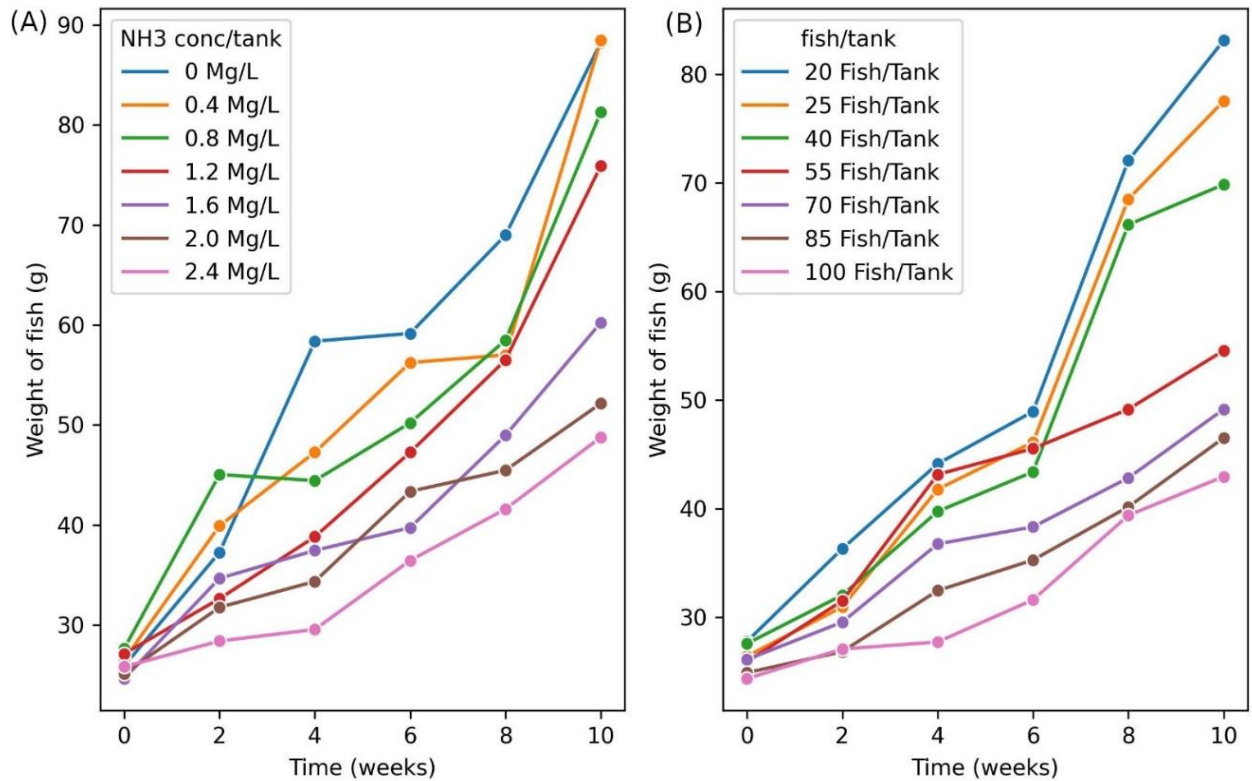 (A)
NH3 conc/tank
0 Mg/L
0.4 Mg/L
0.8 Mg/L
1.2 Mg/L
1.6 Mg/L
2.0 Mg/L
2.4 Mg/L
90
80
70
60
50
40
30
Weight of fish (g)
0 2 4 6 8 10
Time (weeks)
(B)
fish/tank
20 Fish/Tank
25 Fish/Tank
40 Fish/Tank
55 Fish/Tank
70 Fish/Tank
85 Fish/Tank
100 Fish/Tank
80
70
60
50
40
30
Weight of fish (g)
0 2 4 6 8 10
Time (weeks)